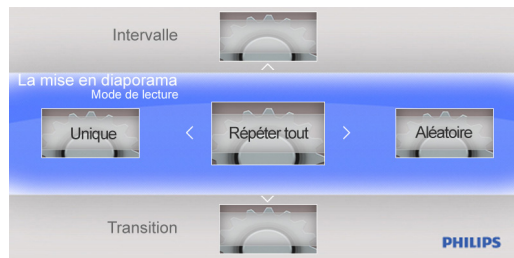 Intervalle
La mise en diaporama
Mode de lecture
Unique
Répéter tout
Aléatoire
Transition
PHILIPS